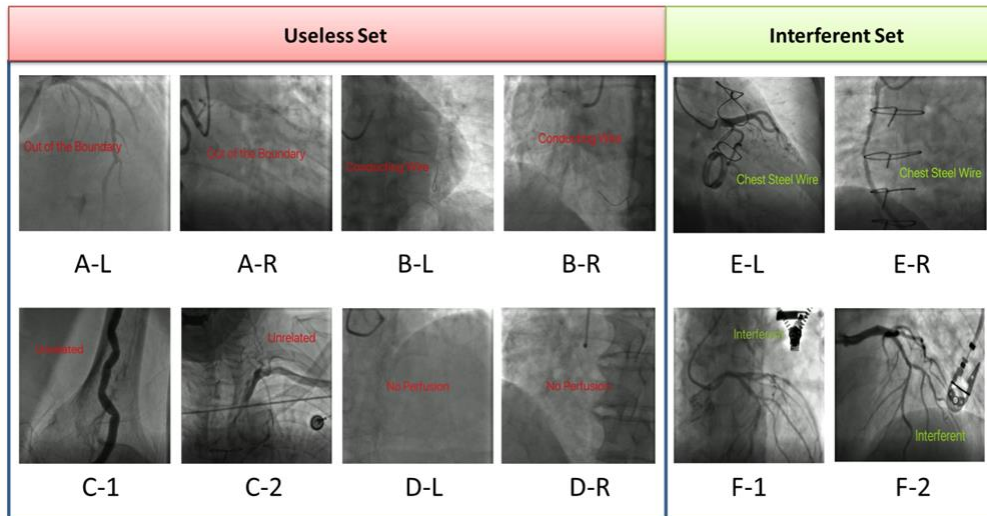 Useless Set
Interferent Set
Out of the Boundary
Out of the Boundary
Conducting Wire
Conducting Wire
Chest Steel Wire
Chest Steel Wire
A-L
A-R
B-L
B-R
E-L
E-R
Unrelated
Unrelated
No Perfusion
No Perfusion
Interferent
Interferent
C-1
C-2
D-L
D-R
F-1
F-2